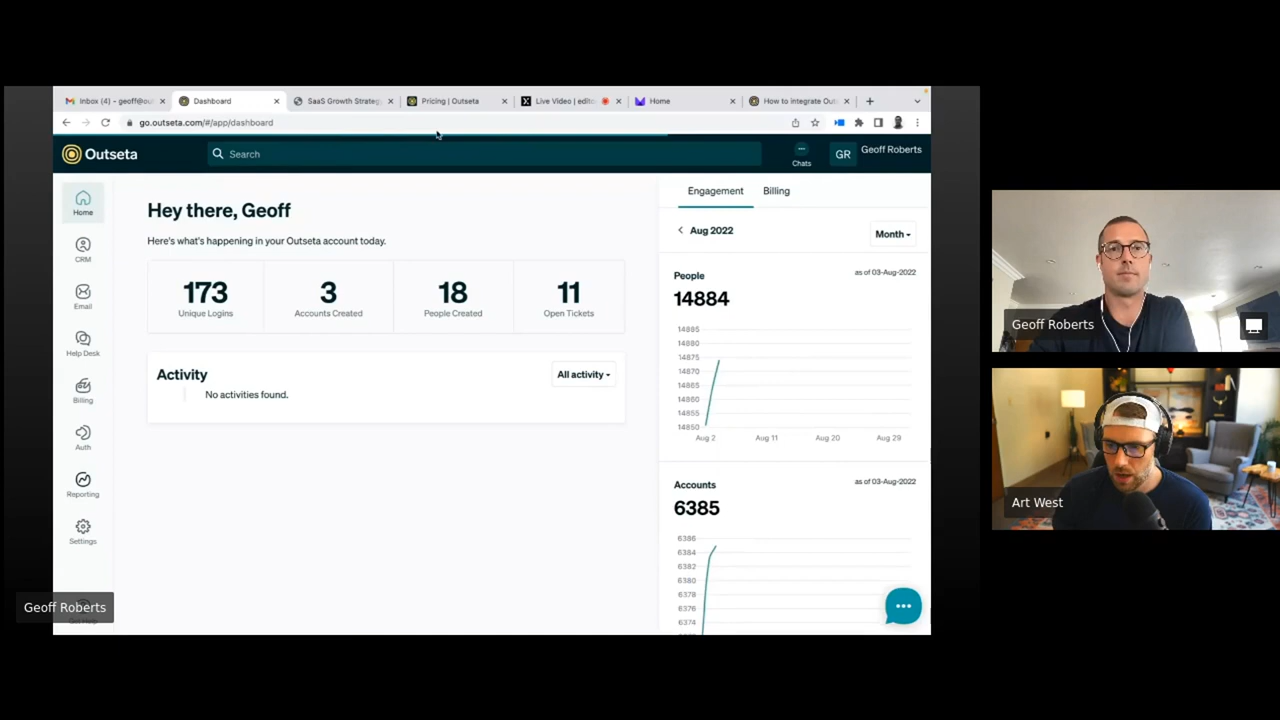 Inbox (4) - geoff@out
Dashboard
SaaS Growth Strateg
Pricing | Outseta
Live Video | edito
Home
How to integrate Out
go.outseta.com/#/app/dashboard
Outseta
Search
Chats
GR
Geoff Roberts
Home
CRM
Email
Help Desk
Billing
Auth
Reporting
Settings
Hey there, Geoff
Here's what's happening in your Outseta account today.
173
Unique Logins
3
Accounts Created
18
People Created
11
Open Tickets
Activity
All activity
No activities found.
Engagement
Billing
Aug 2022
Month
People
as of 03-Aug-2022
14884
14885
14880
14875
14870
14865
14860
14855
14850
Aug 2
Aug 11
Aug 20
Aug 29
Accounts
as of 03-Aug-2022
6385
6386
6384
6382
6380
6378
6376
6374
Geoff Roberts
Geoff Roberts
Art West